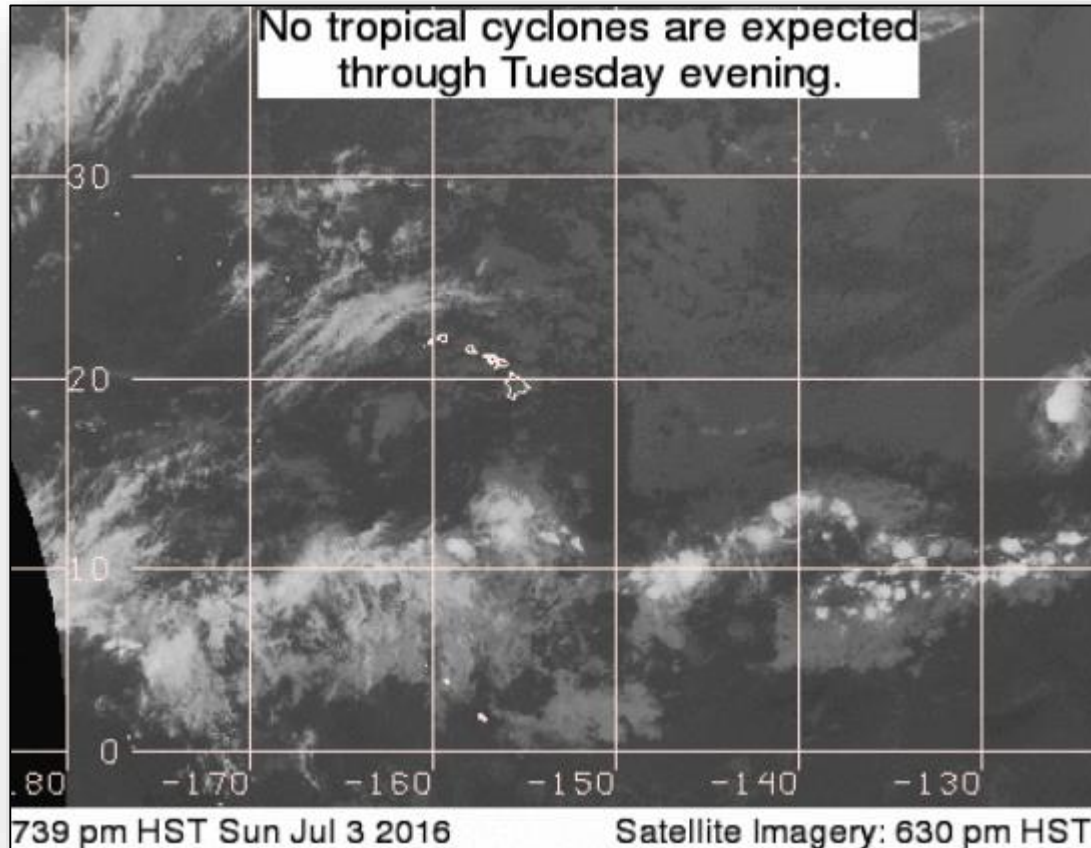 No tropical cyclones are expected
through Tuesday evening.
30
20
10
0
80 -170 -160 -150 -140 -130
739 pm HST Sun Jul 3 2016 Satellite Imagery: 630 pm HST